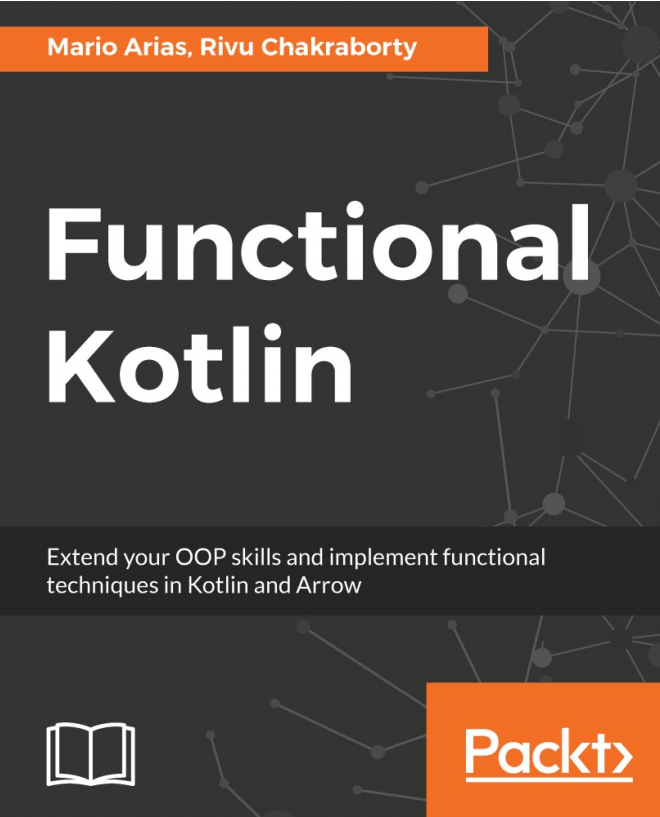 Mario Arias, Rivu Chakraborty
Functional
Kotlin
Extend your OOP skills and implement functional
techniques in Kotlin and Arrow
Packt>